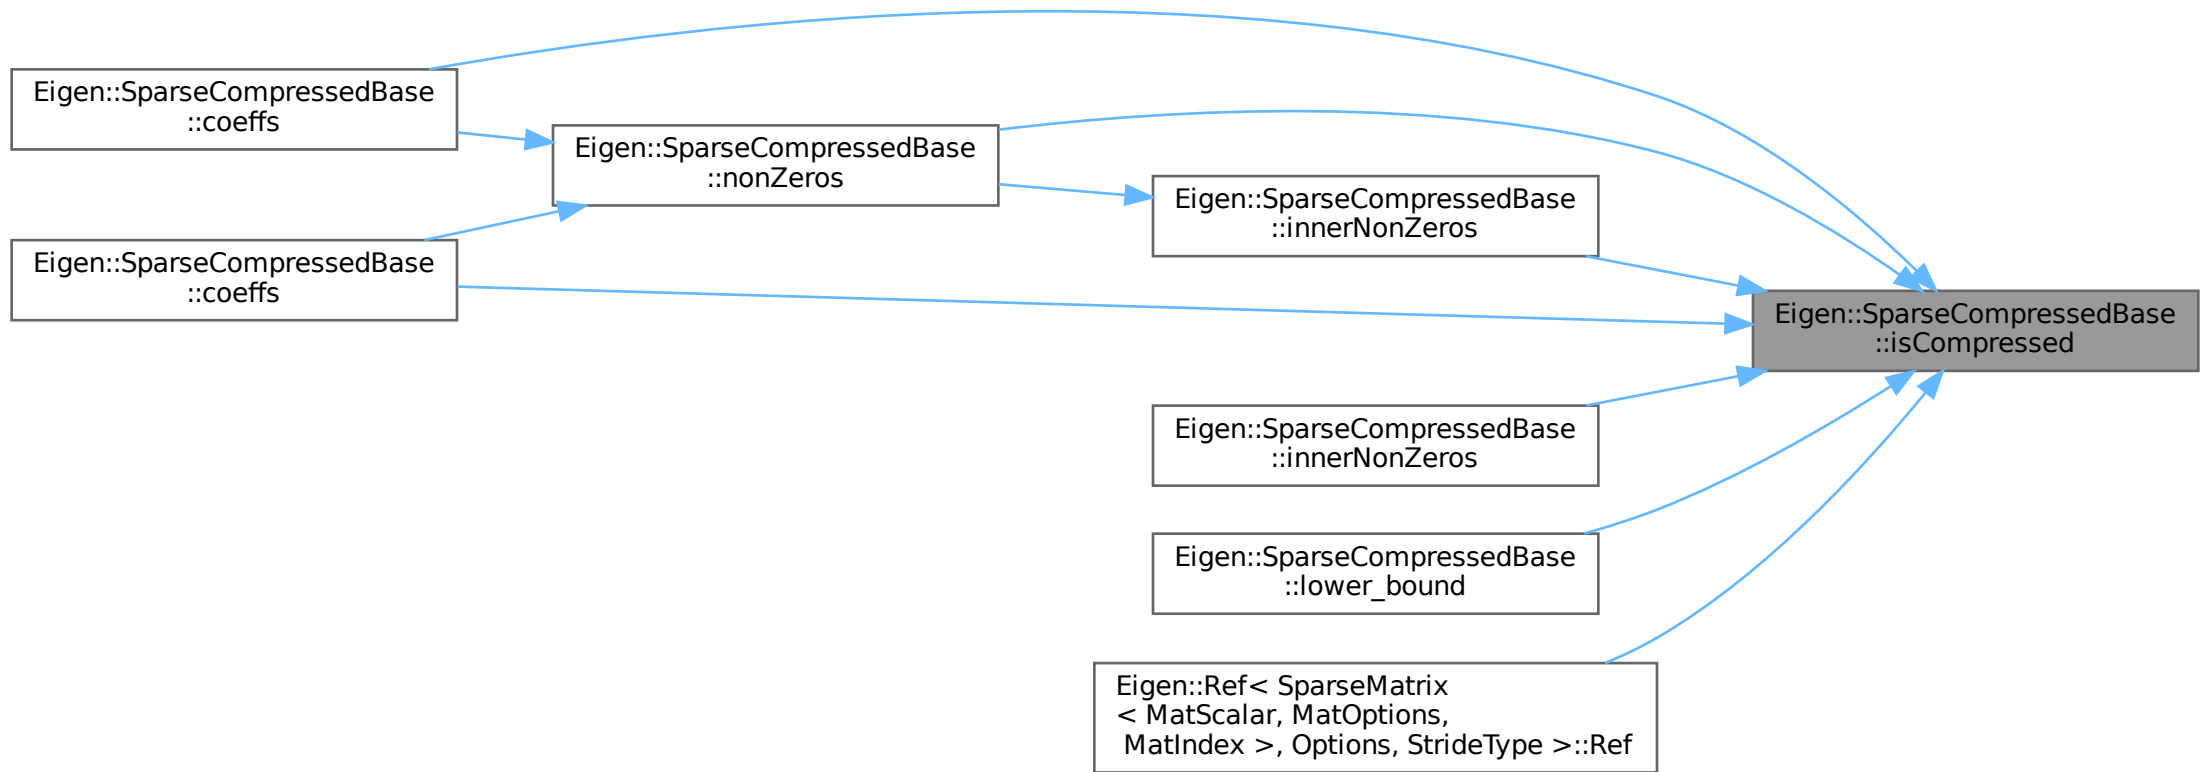 Eigen::SparseCompressedBase
::coeffs
Eigen::SparseCompressedBase
::nonZeros
Eigen::SparseCompressedBase
::innerNonZeros
Eigen::SparseCompressedBase
::coeffs
Eigen::SparseCompressedBase
::isCompressed
Eigen::SparseCompressedBase
::innerNonZeros
Eigen::SparseCompressedBase
::lower_bound
Eigen::Ref< SparseMatrix
< MatScalar, MatOptions,
MatIndex >, Options, StrideType >::Ref